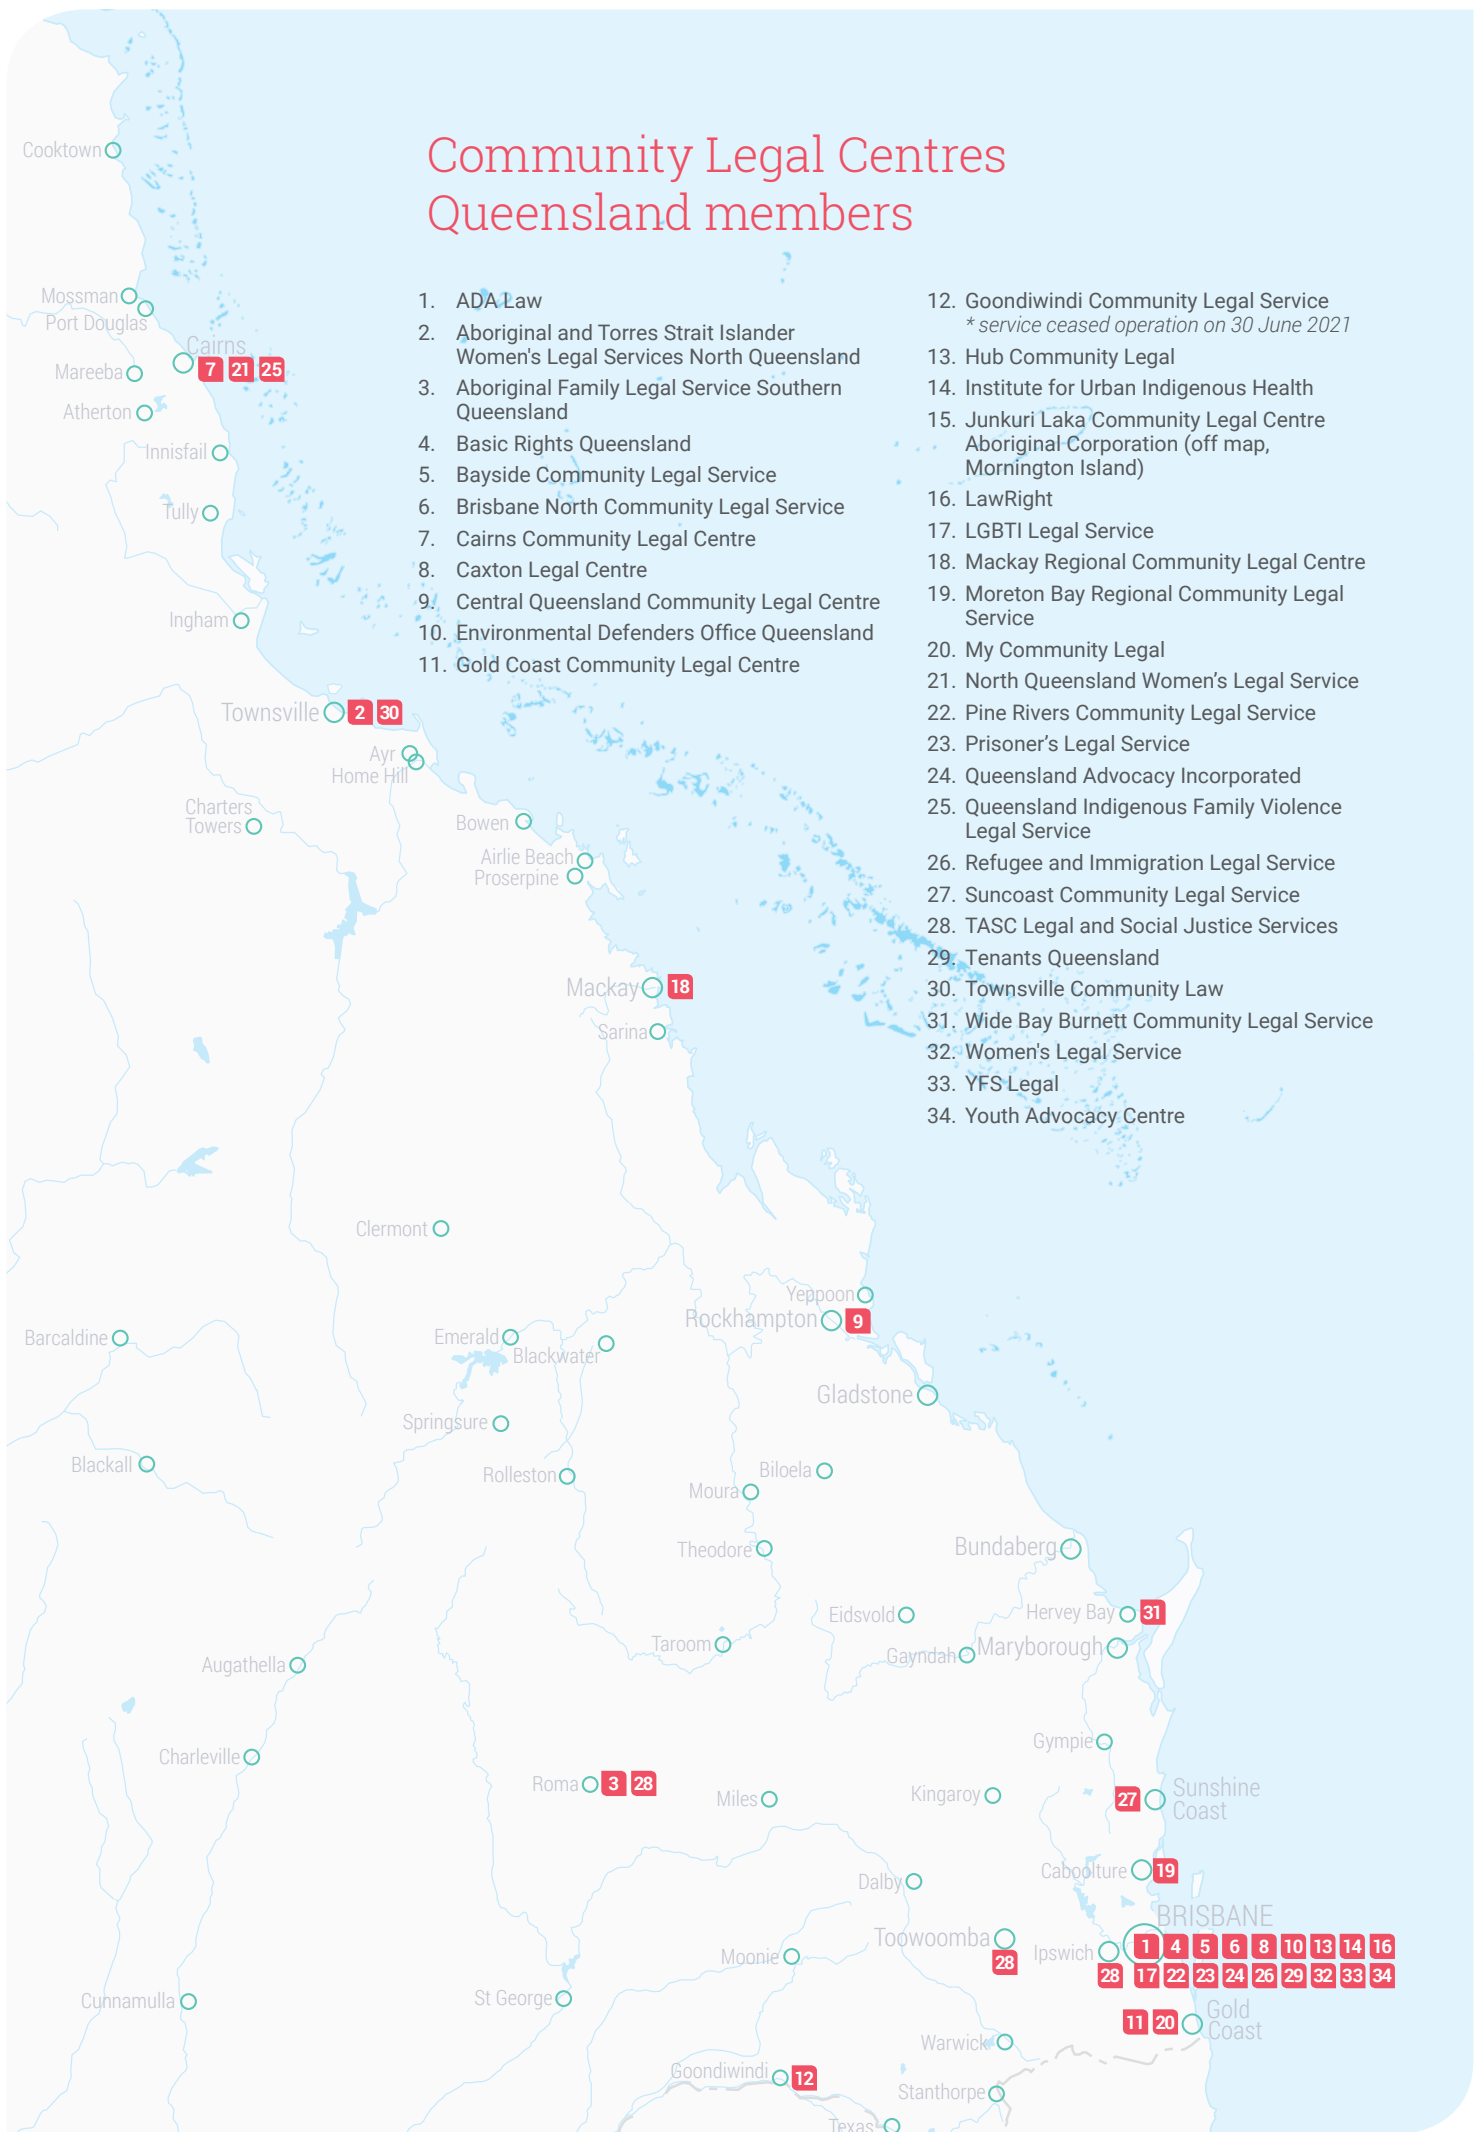 Community Legal Centres
Queensland members
1. ADA Law
2. Aboriginal and Torres Strait Islander
Women's Legal Services North Queensland
3. Aboriginal Family Legal Service Southern
Queensland
4. Basic Rights Queensland
5. Bayside Community Legal Service
6. Brisbane North Community Legal Service
7. Cairns Community Legal Centre
8. Caxton Legal Centre
9. Central Queensland Community Legal Centre
10. Environmental Defenders Office Queensland
11. Gold Coast Community Legal Centre
12. Goondiwindi Community Legal Service
* service ceased operation on 30 June 2021
13. Hub Community Legal
14. Institute for Urban Indigenous Health
15. Junkuri Laka Community Legal Centre
Aboriginal Corporation (off map,
Mornington Island)
16. LawRight
17. LGBTI Legal Service
18. Mackay Regional Community Legal Centre
19. Moreton Bay Regional Community Legal
Service
20. My Community Legal
21. North Queensland Women’s Legal Service
22. Pine Rivers Community Legal Service
23. Prisoner’s Legal Service
24. Queensland Advocacy Incorporated
25. Queensland Indigenous Family Violence
Legal Service
26. Refugee and Immigration Legal Service
27. Suncoast Community Legal Service
28. TASC Legal and Social Justice Services
29. Tenants Queensland
30. Townsville Community Law
31. Wide Bay Burnett Community Legal Service
32. Women's Legal Service
33. YFS Legal
34. Youth Advocacy Centre
Cooktown
Mossman
Port Douglas
Cairns
7 21 25
Mareeba
Atherton
Innisfail
Tully
Ingham
Townsville 2 30
Ayr
Home Hill
Charters
Towers
Bowen
Airlie Beach
Proserpine
Mackay 18
Sarina
Clermont
Yeppoon
Rockhampton 9
Barcaldine
Emerald
Blackwater
Gladstone
Springsure
Blackall
Rolleston
Biloela
Moura
Theodore
Bundaberg
Eidsvold
Hervey Bay 31
Taroom
Gayndah
Maryborough
Augathella
Gympie
Charleville
Roma 3 28
Miles
Kingaroy
27 Sunshine
Coast
Caboolture 19
Dalby
BRISBANE
Toowoomba
28
Ipswich
28
1 4 5 6 8 10 13 14 16
17 22 23 24 26 29 32 33 34
Moonie
Cunnamulla
St George
11 20 Gold
Coast
Warwick
Goondiwindi 12
Stanthorpe
Texas